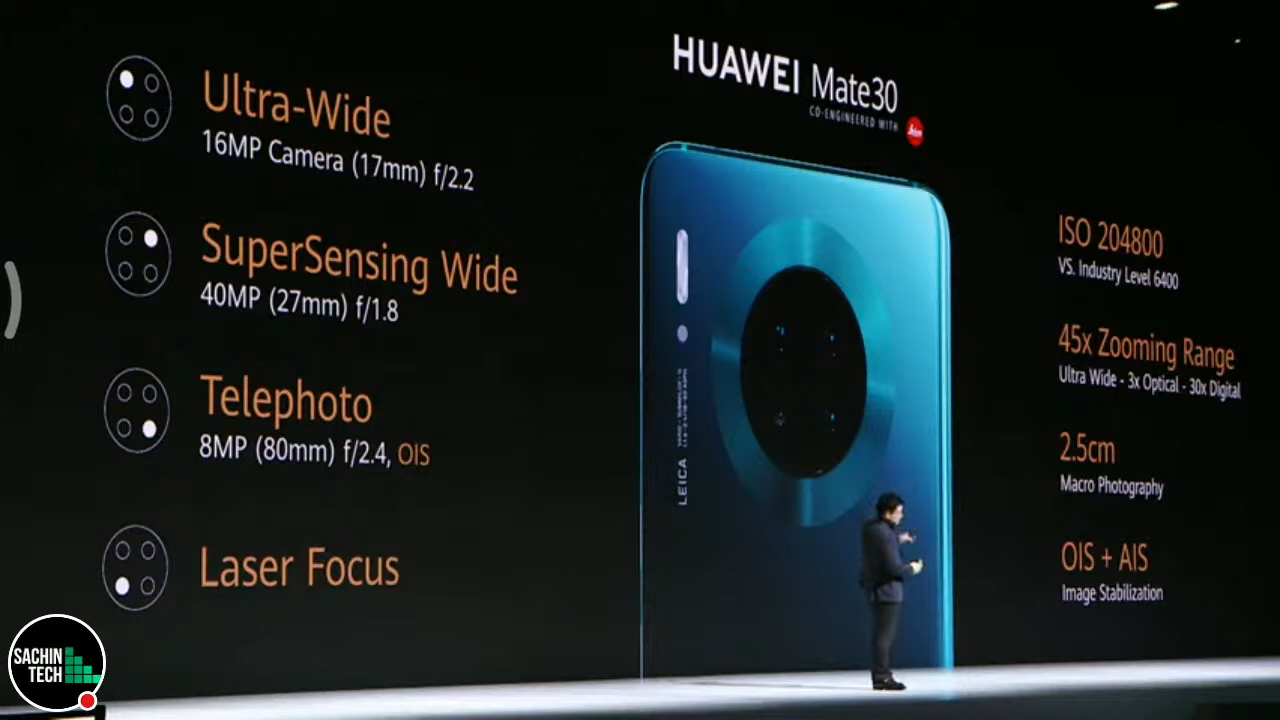 Ultra-Wide
16MP Camera (17mm) f/2.2
SuperSensing Wide
40MP (27mm) f/1.8
Telephoto
8MP (80mm) f/2.4, OIS
Laser Focus
HUAWEI Mate30
CO-ENGINEERED WITH
Leica
LEICA
ISO 204800
VS. Industry Level 6400
45x Zooming Range
Ultra Wide - 3x Optical - 30x Digital
2.5cm
Macro Photography
OIS + AIS
Image Stabilization
SACHIN
TECH